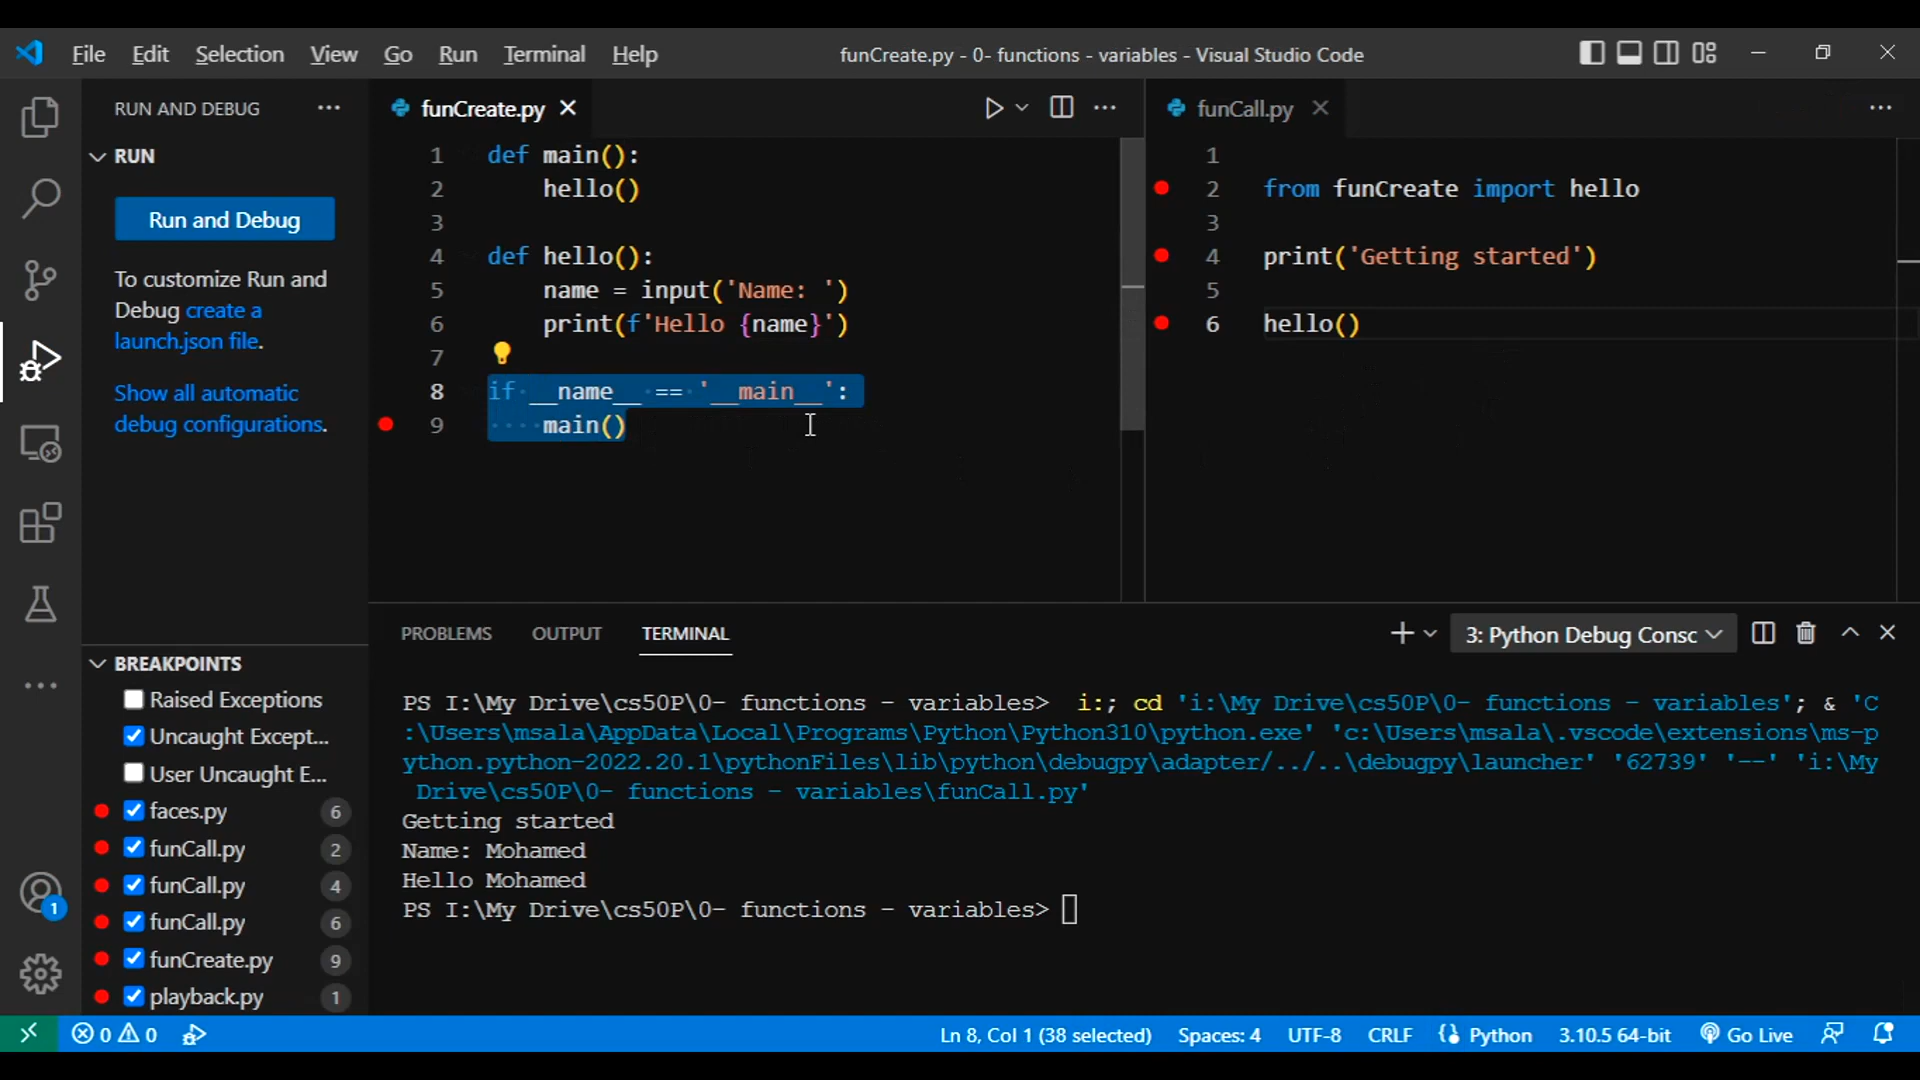 File Edit Selection View Go Run Terminal Help funCreate.py - 0- functions - variables - Visual Studio Code
RUN AND DEBUG ···
RUN
Run and Debug
To customize Run and
Debug create a
launch.json file.
Show all automatic
debug configurations.
BREAKPOINTS
Raised Exceptions
Uncaught Except...
User Uncaught E...
faces.py 6
funCall.py 2
funCall.py 4
funCall.py 6
funCreate.py 9
playback.py 1
1
funCreate.py
1 def main():
2 hello()
3
4 def hello():
5 name = input('Name: ')
6 print(f'Hello {name}')
7
8 if __name__ == '__main__':
9 main()
funCall.py
1
2 from funCreate import hello
3
4 print('Getting started')
5
6 hello()
PROBLEMS OUTPUT TERMINAL 3: Python Debug Consc
PS I:\My Drive\cs50P\0- functions - variables> i:; cd 'i:\My Drive\cs50P\0- functions - variables'; & 'C
:\Users\msala\AppData\Local\Programs\Python\Python310\python.exe' 'c:\Users\msala\.vscode\extensions\ms-p
ython.python-2022.20.1\pythonFiles\lib\python\debugpy\adapter/../..\debugpy\launcher' '62739' '--' 'i:\My
Drive\cs50P\0- functions - variables\funCall.py'
Getting started
Name: Mohamed
Hello Mohamed
PS I:\My Drive\cs50P\0- functions - variables>
0 0 Ln 8, Col 1 (38 selected) Spaces: 4 UTF-8 CRLF Python 3.10.5 64-bit Go Live